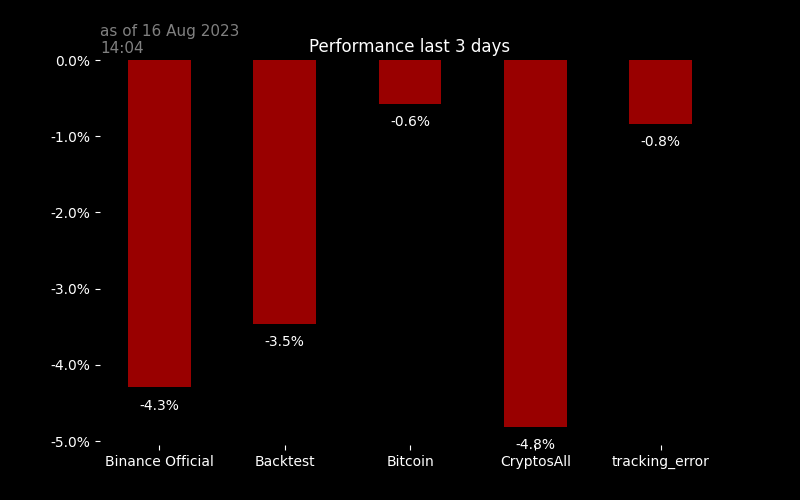 as of 16 Aug 2023
14:04
Performance last 3 days
0.0%
-1.0%
-2.0%
-3.0%
-4.0%
-5.0%
-4.3%
-3.5%
-0.6%
-4.8%
-0.8%
Binance Official
Backtest
Bitcoin
CryptosAll
tracking_error